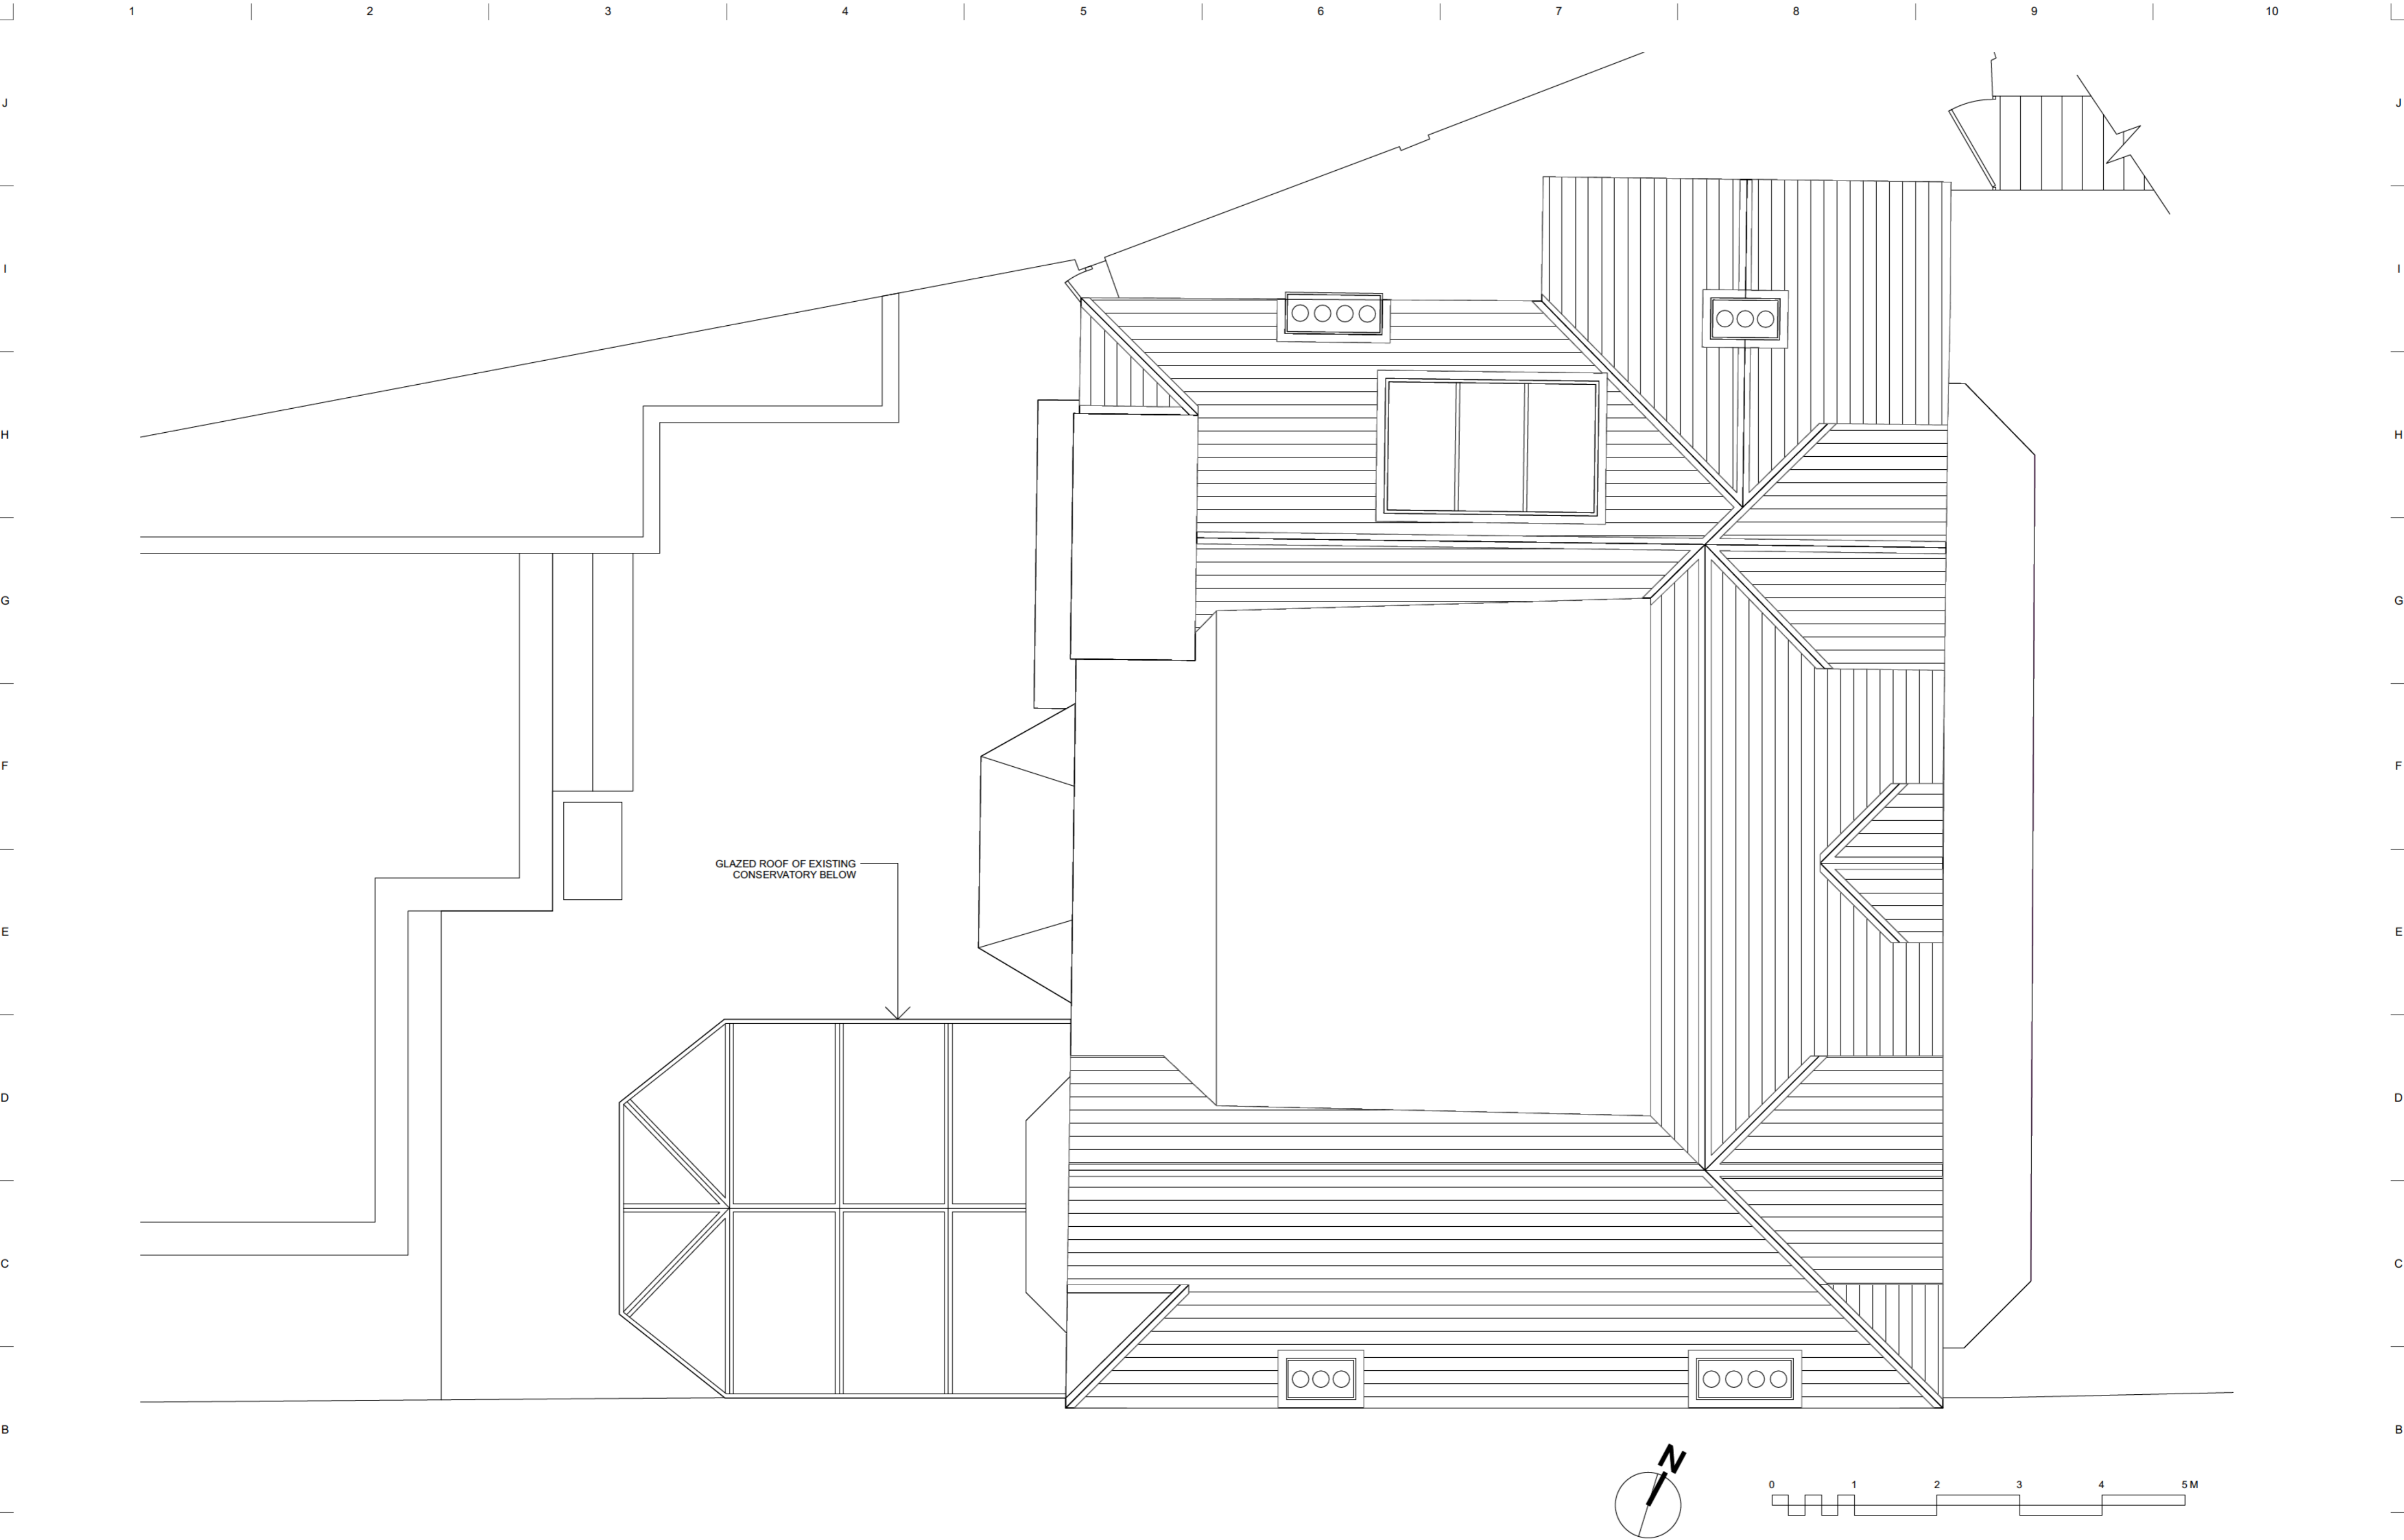 1 2 3 4 5 6 7 8 9 10
J J
I I
H H
G G
F F
GLAZED ROOF OF EXISTING
CONSERVATORY BELOW
E E
D D
C C
B B
N
0 1 2 3 4 5 M